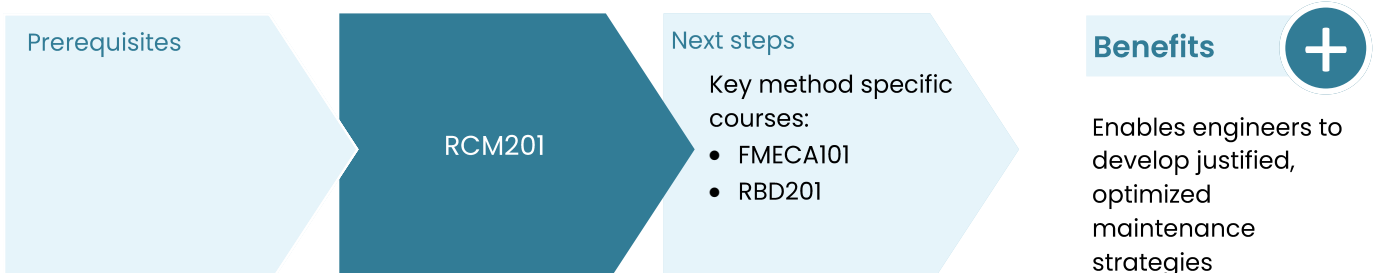 Prerequisites
RCM201
Next steps
Key method specific
courses:
• FMECA101
• RBD201
Benefits
Enables engineers to
develop justified,
optimized
maintenance
strategies